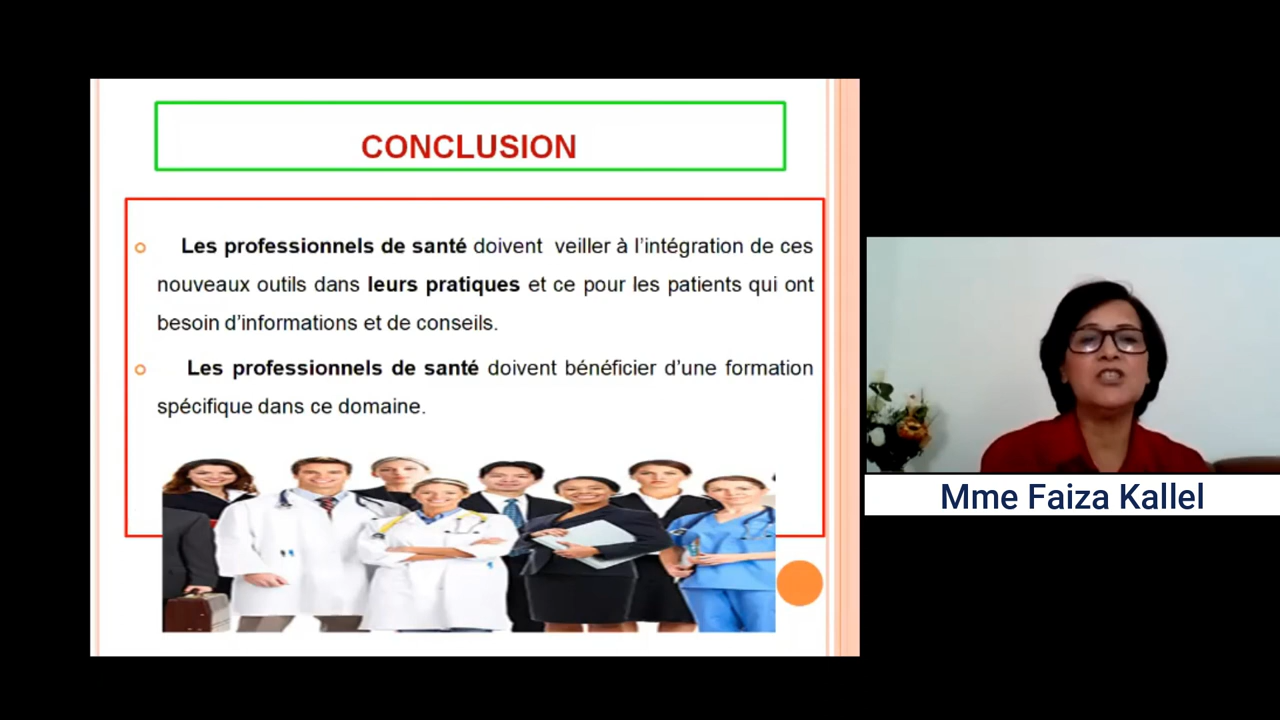 CONCLUSION
Les professionnels de santé doivent veiller à l’intégration de ces
nouveaux outils dans leurs pratiques et ce pour les patients qui ont
besoin d’informations et de conseils.
Les professionnels de santé doivent bénéficier d’une formation
spécifique dans ce domaine.
Mme Faiza Kallel